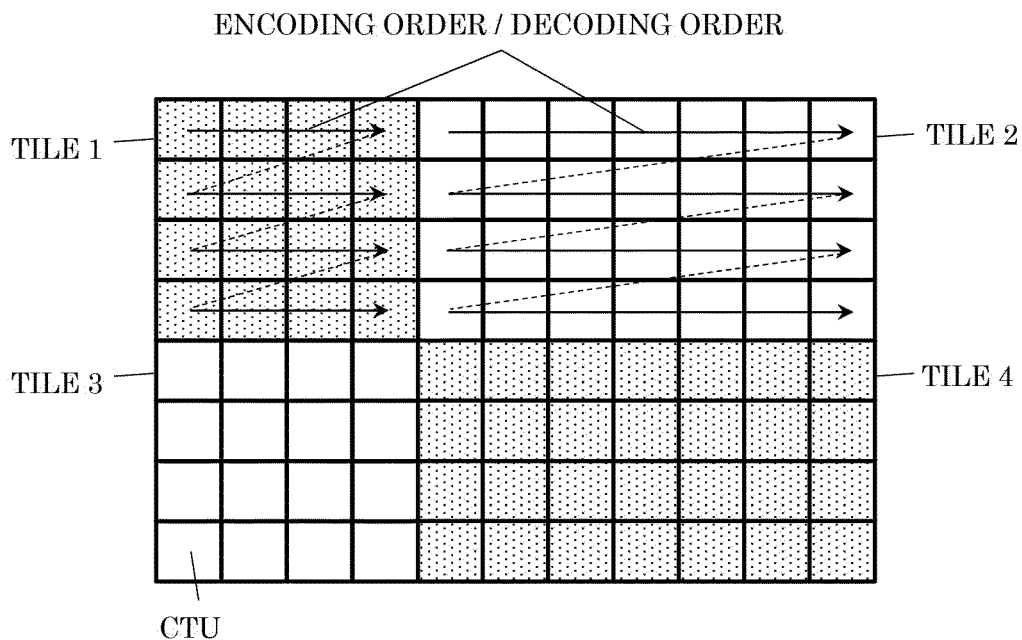 ENCODING ORDER / DECODING ORDER
TILE 1
TILE 2
TILE 3
TILE 4
CTU